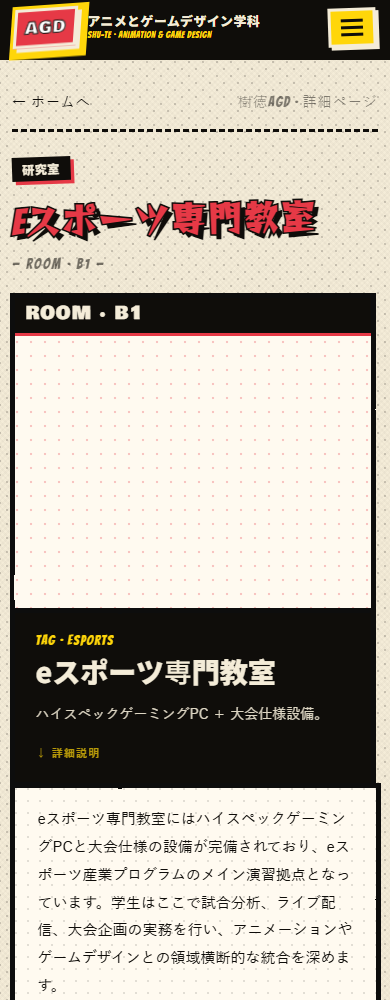 AGD
アニメとゲームデザイン学科
SHU-TE · ANIMATION & GAME DESIGN
← ホームへ
樹徳AGD · 詳細ページ
研究室
Eスポーツ専門教室
— ROOM · B1 —
ROOM · B1
TAG · ESPORTS
eスポーツ専門教室
ハイスペックゲーミングPC ＋ 大会仕様設備。
↓ 詳細説明
eスポーツ専門教室にはハイスペックゲーミン
グPCと大会仕様の設備が完備されており、eス
ポーツ産業プログラムのメイン演習拠点となっ
ています。学生はここで試合分析、ライブ配
信、大会企画の実務を行い、アニメーションや
ゲームデザインとの領域横断的な統合を深めま
す。